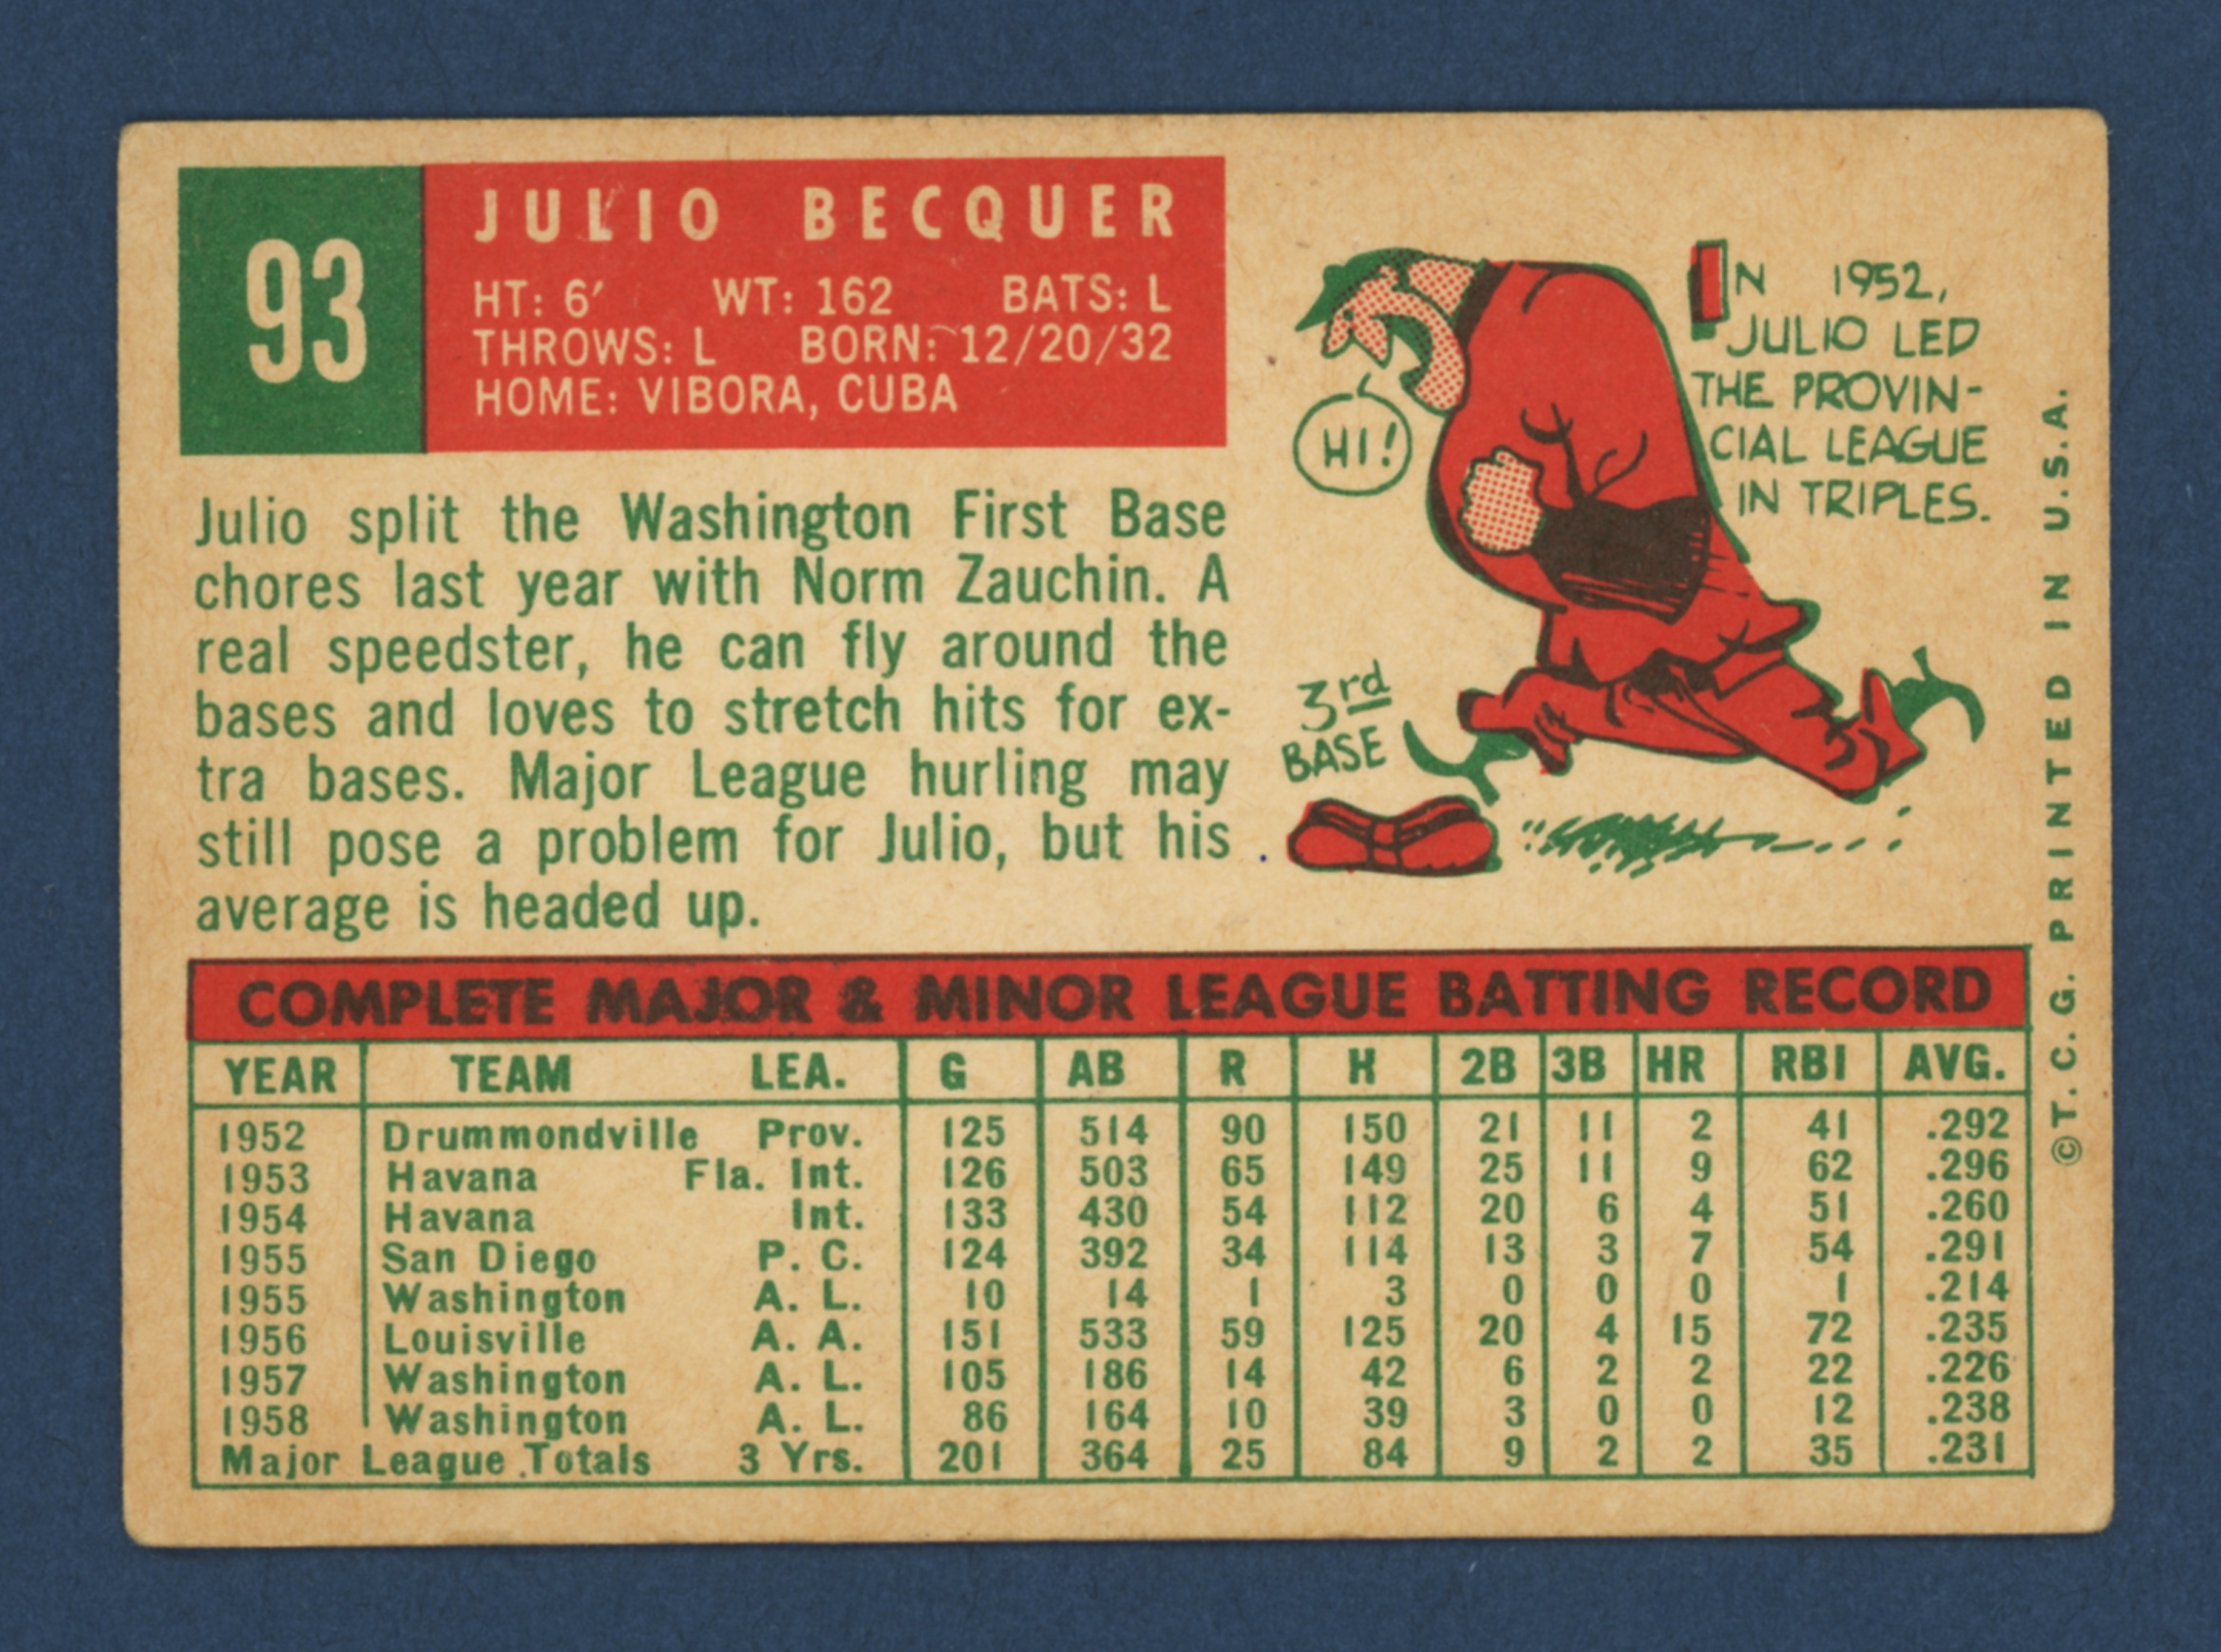 93
JULIO BECQUER
HT: 6' WT: 162 BATS: L
THROWS: L BORN: 12/20/32
HOME: VIBORA, CUBA
Julio split the Washington First Base
chores last year with Norm Zauchin. A
real speedster, he can fly around the
bases and loves to stretch hits for ex-
tra bases. Major League hurling may
still pose a problem for Julio, but his
average is headed up.
IN 1952,
JULIO LED
THE PROVIN-
CIAL LEAGUE
IN TRIPLES.
HI!
3rd
BASE
COMPLETE MAJOR & MINOR LEAGUE BATTING RECORD
YEAR TEAM LEA. G AB R H 2B 3B HR RBI AVG.
1952 Drummondville Prov. 125 514 90 150 21 11 2 41 .292
1953 Havana Fla. Int. 126 503 65 149 25 11 9 62 .296
1954 Havana Int. 133 430 54 112 20 6 4 51 .260
1955 San Diego P. C. 124 392 34 114 13 3 7 54 .291
1955 Washington A. L. 10 14 1 3 0 0 0 1 .214
1956 Louisville A. A. 151 533 59 125 20 4 15 72 .235
1957 Washington A. L. 105 186 14 42 6 2 2 22 .226
1958 Washington A. L. 86 164 10 39 3 0 0 12 .238
Major League Totals 3 Yrs. 201 364 25 84 9 2 2 35 .231
©T. C. G. PRINTED IN U.S.A.